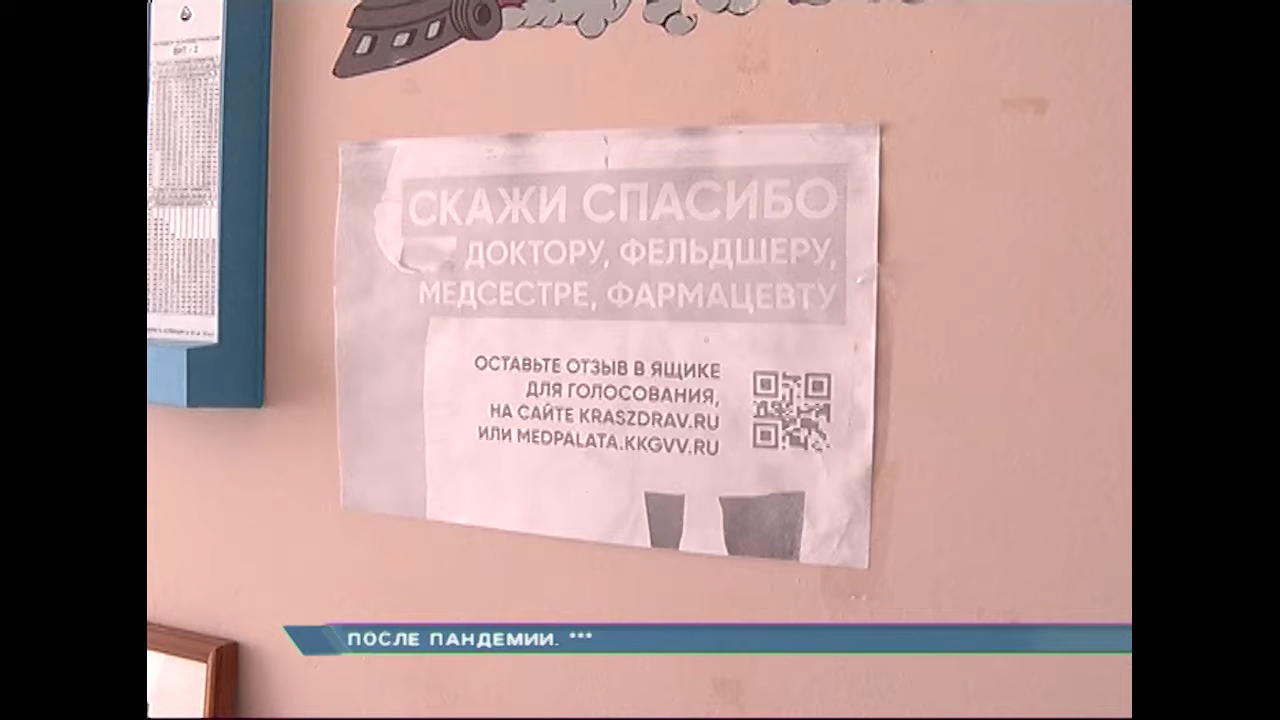 СКАЖИ СПАСИБО
ДОКТОРУ, ФЕЛЬДШЕРУ,
МЕДСЕСТРЕ, ФАРМАЦЕВТУ
ОСТАВЬТЕ ОТЗЫВ В ЯЩИКЕ
ДЛЯ ГОЛОСОВАНИЯ,
НА САЙТЕ KRASZDRAV.RU
ИЛИ MEDPALATA.KKGVV.RU
ПОСЛЕ ПАНДЕМИИ. ***